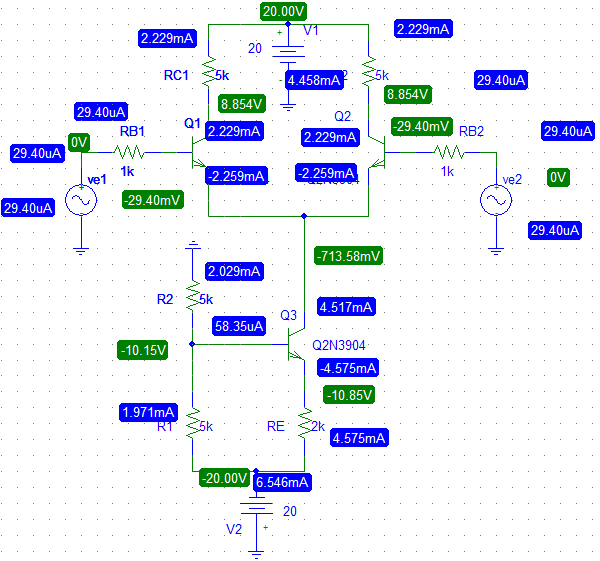 20.00V
V1
+
20
-
4.458mA
2.229mA
RC1
5k
2.229mA
2
5k
8.854V
8.854V
29.40uA
Q1
2.229mA
Q2
2.229mA
-29.40mV
29.40uA
RB1
1k
RB2
1k
29.40uA
0V
29.40uA
ve1
+
29.40uA
-2.259mA
-2.259mA
-29.40mV
ve2
+
0V
29.40uA
-713.58mV
2.029mA
R2
5k
4.517mA
Q3
58.35uA
Q2N3904
-10.15V
-4.575mA
-10.85V
1.971mA
R1
5k
RE
2k
4.575mA
-20.00V
6.546mA
-
20
V2
+